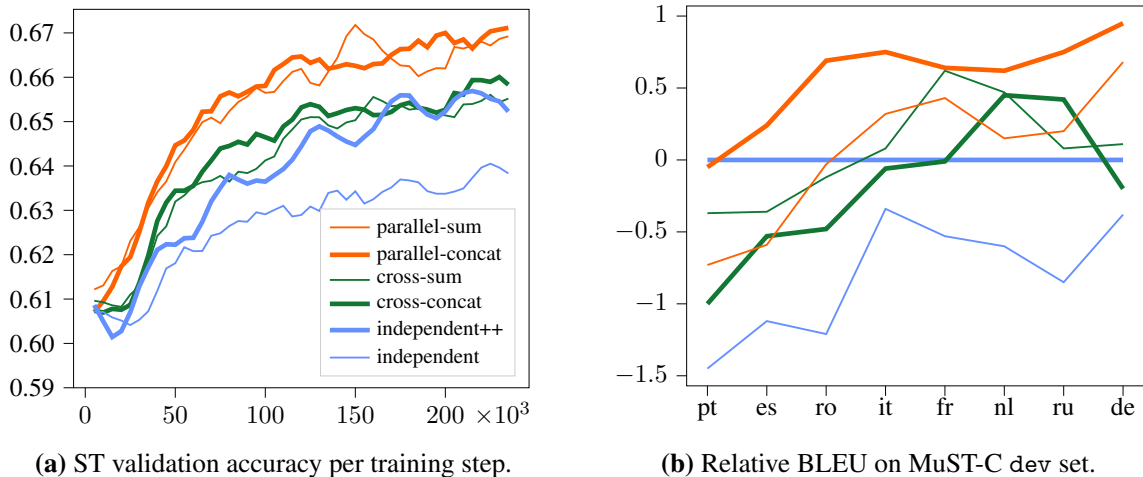 0.67
0.66
0.65
0.64
0.63
0.62
0.61
0.60
0.59
parallel-sum
parallel-concat
cross-sum
cross-concat
independent++
independent
0 50 100 150 200 ×10³
(a) ST validation accuracy per training step.
1
0.5
0
−0.5
−1
−1.5
pt es ro it fr nl ru de
(b) Relative BLEU on MuST-C dev set.